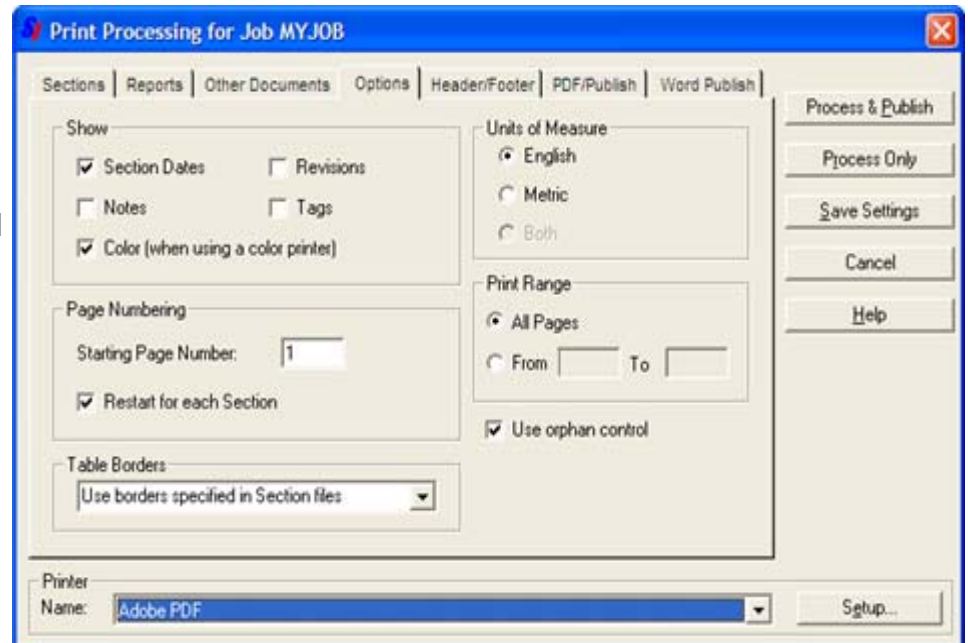 SI Print Processing for Job MYJOB
Sections Reports Other Documents Options Header/Footer PDF/Publish Word Publish
Show
Section Dates Revisions
Notes Tags
Color (when using a color printer)
Page Numbering
Starting Page Number: 1
Restart for each Section
Table Borders
Use borders specified in Section files
Units of Measure
English
Metric
Both
Print Range
All Pages
From To
Use orphan control
Process & Publish
Process Only
Save Settings
Cancel
Help
Printer
Name: Adobe PDF Setup...